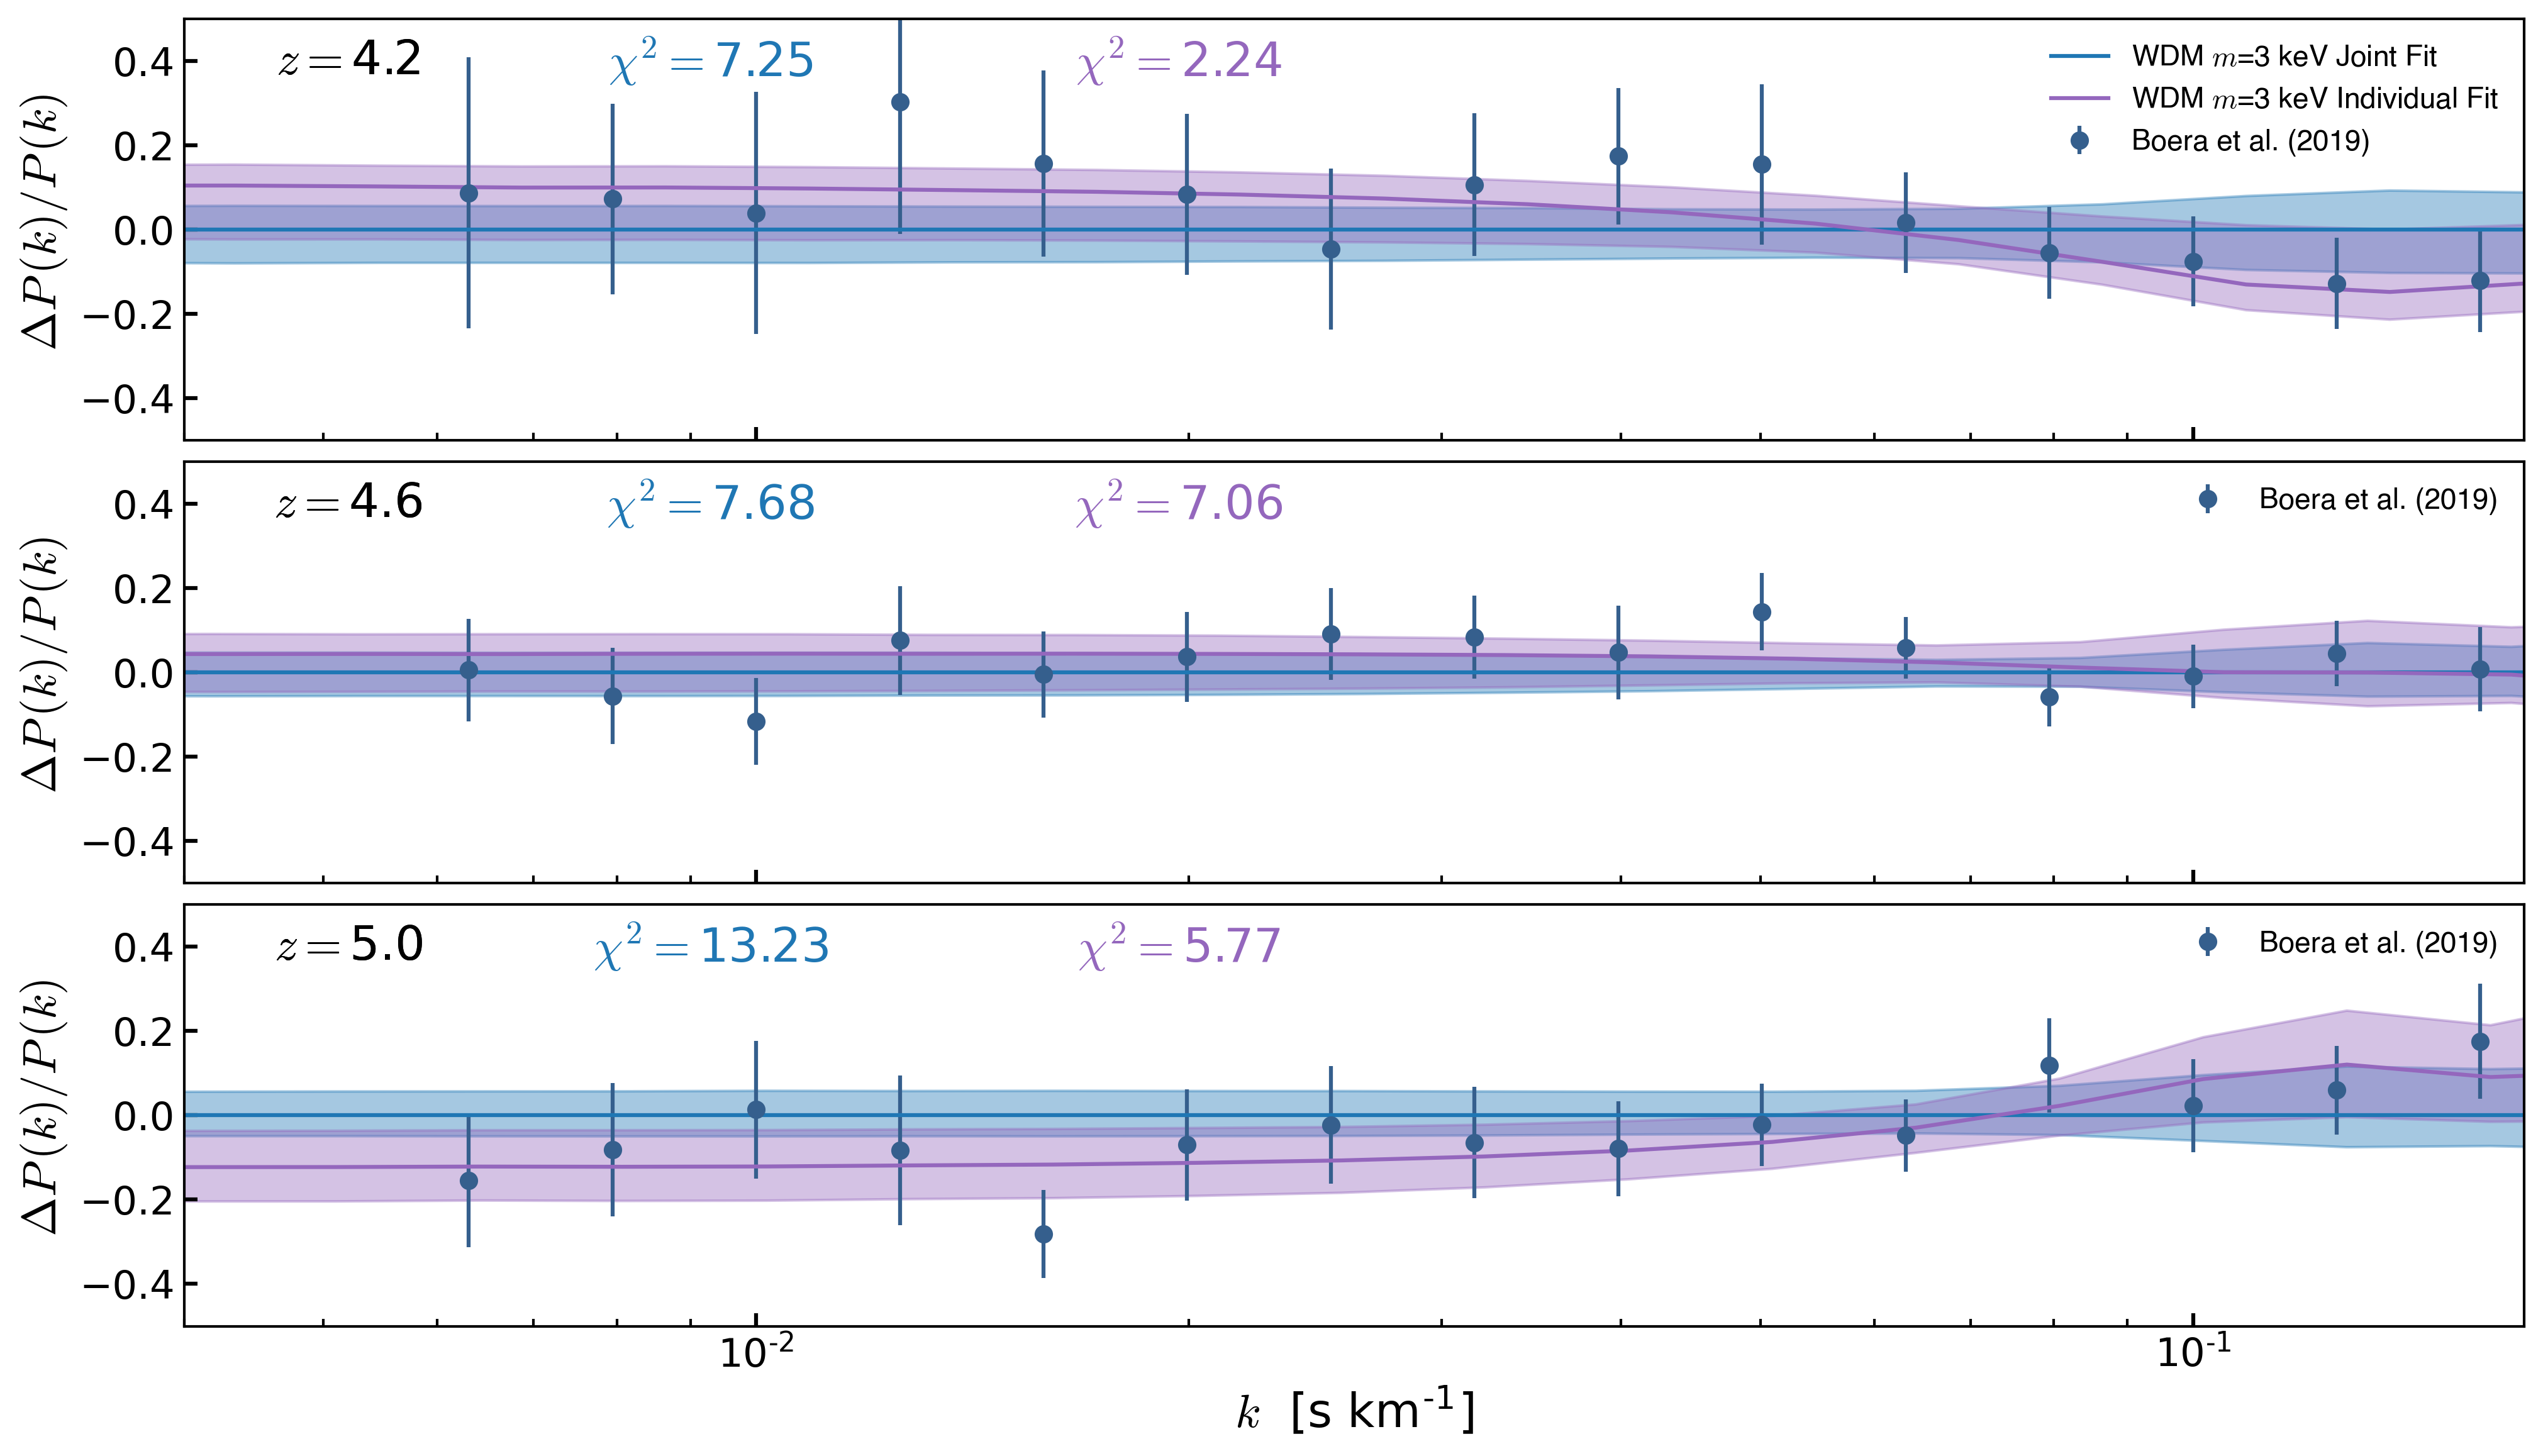 z = 4.2
χ² = 7.25
χ² = 2.24
WDM m=3 keV Joint Fit
WDM m=3 keV Individual Fit
Boera et al. (2019)
ΔP(k)/P(k)
0.4
0.2
0.0
−0.2
−0.4
z = 4.6
χ² = 7.68
χ² = 7.06
Boera et al. (2019)
ΔP(k)/P(k)
0.4
0.2
0.0
−0.2
−0.4
z = 5.0
χ² = 13.23
χ² = 5.77
Boera et al. (2019)
ΔP(k)/P(k)
0.4
0.2
0.0
−0.2
−0.4
10⁻² 10⁻¹
k [s km⁻¹]